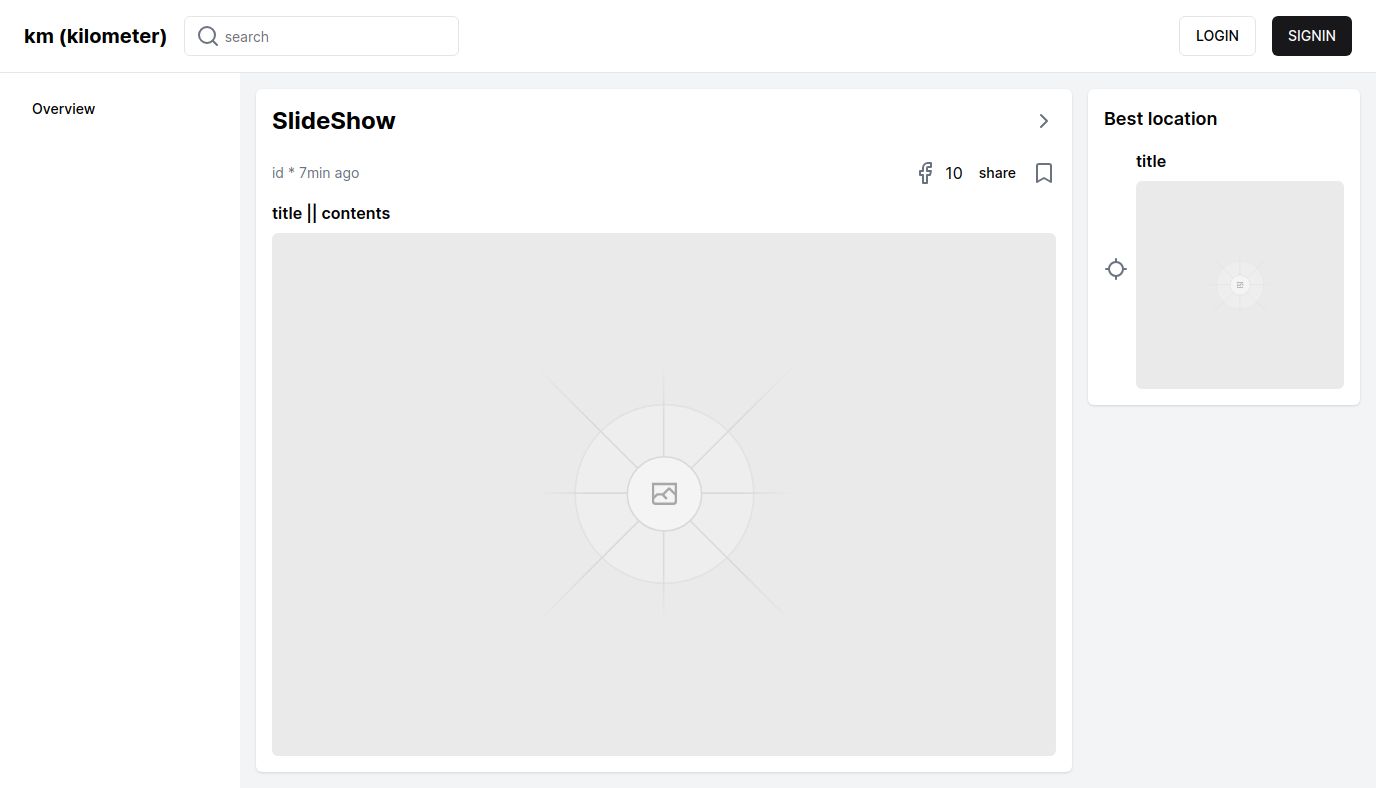 km (kilometer)
search
LOGIN
SIGNIN
Overview
SlideShow
id * 7min ago
10
share
title || contents
Best location
title